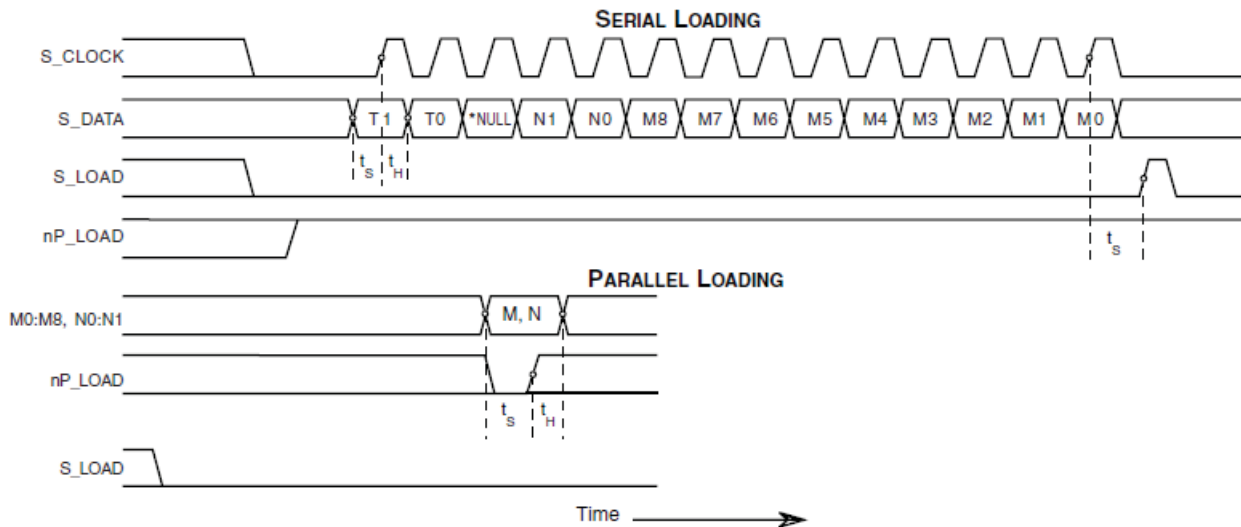 SERIAL LOADING
S_CLOCK
S_DATA T1 T0 *NULL N1 N0 M8 M7 M6 M5 M4 M3 M2 M1 M0
tS tH
S_LOAD
nP_LOAD
tS
PARALLEL LOADING
M0:M8, N0:N1 M, N
nP_LOAD
tS tH
S_LOAD
Time